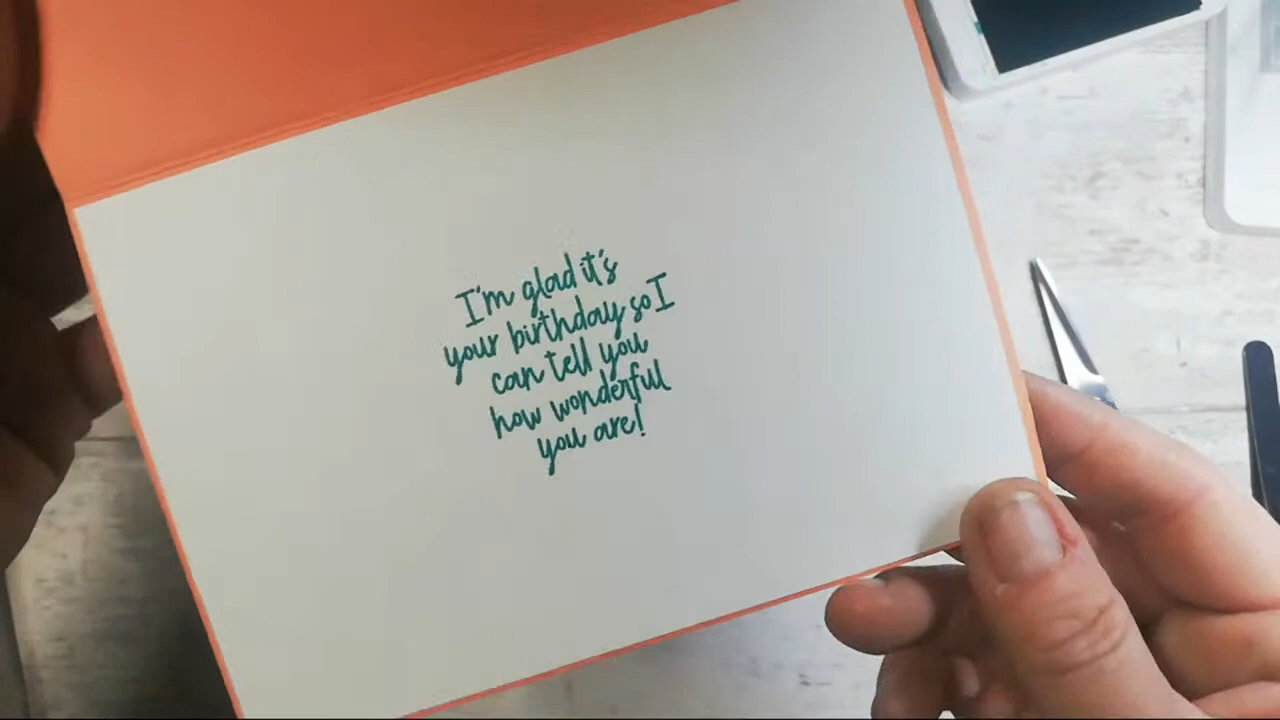 I'm glad it's
your birthday so I
can tell you
how wonderful
you are!